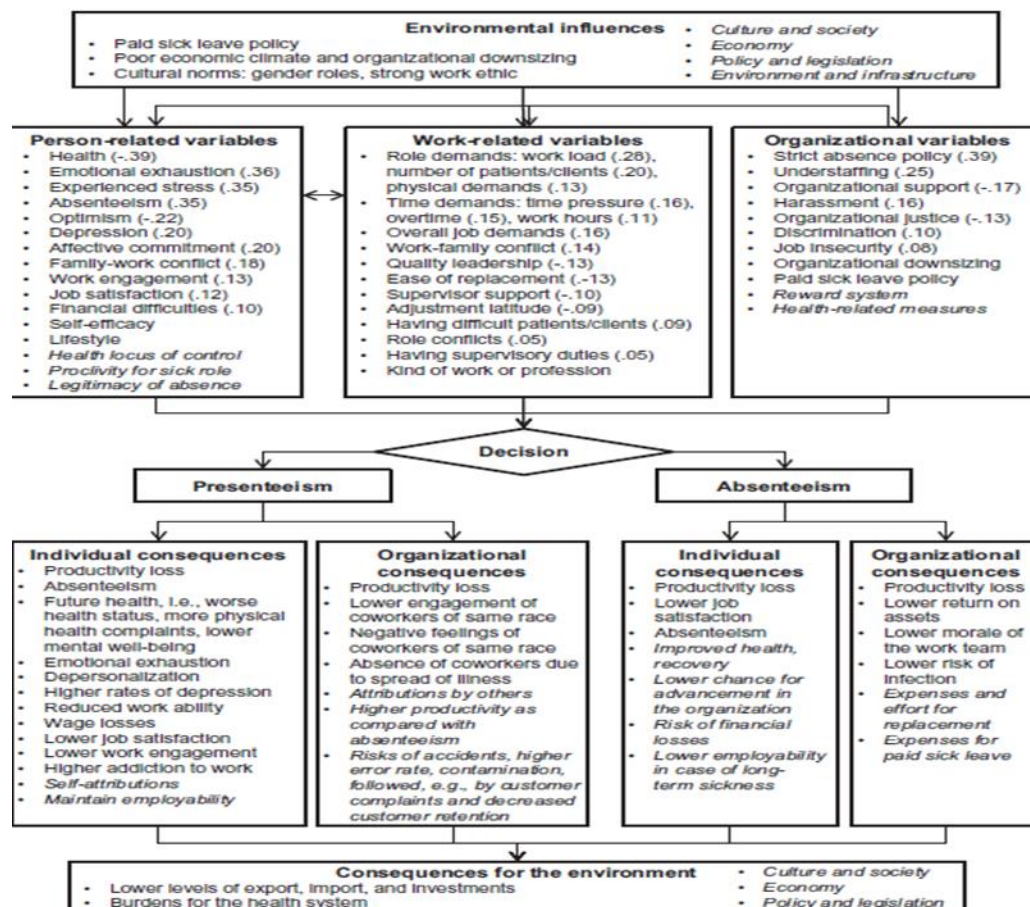 Environmental influences
• Paid sick leave policy
• Poor economic climate and organizational downsizing
• Cultural norms: gender roles, strong work ethic
• Culture and society
• Economy
• Policy and legislation
• Environment and infrastructure
Person-related variables
• Health (-.39)
• Emotional exhaustion (.36)
• Experienced stress (.35)
• Absenteeism (.35)
• Optimism (-.22)
• Depression (.20)
• Affective commitment (.20)
• Family-work conflict (.18)
• Work engagement (.13)
• Job satisfaction (.12)
• Financial difficulties (.10)
• Self-efficacy
• Lifestyle
• Health locus of control
• Proclivity for sick role
• Legitimacy of absence
Work-related variables
• Role demands: work load (.28),
number of patients/clients (.20),
physical demands (.13)
• Time demands: time pressure (.16),
overtime (.15), work hours (.11)
• Overall job demands (.16)
• Work-family conflict (.14)
• Quality leadership (-.13)
• Ease of replacement (.-13)
• Supervisor support (-.10)
• Adjustment latitude (-.09)
• Having difficult patients/clients (.09)
• Role conflicts (.05)
• Having supervisory duties (.05)
• Kind of work or profession
Organizational variables
• Strict absence policy (.39)
• Understaffing (.25)
• Organizational support (-.17)
• Harassment (.16)
• Organizational justice (-.13)
• Discrimination (.10)
• Job insecurity (.08)
• Organizational downsizing
• Paid sick leave policy
• Reward system
• Health-related measures
Decision
Presenteeism
Absenteeism
Individual consequences
• Productivity loss
• Absenteeism
• Future health, i.e., worse
health status, more physical
health complaints, lower
mental well-being
• Emotional exhaustion
• Depersonalization
• Higher rates of depression
• Reduced work ability
• Wage losses
• Lower job satisfaction
• Lower work engagement
• Higher addiction to work
• Self-attributions
• Maintain employability
Organizational
consequences
• Productivity loss
• Lower engagement of
coworkers of same race
• Negative feelings of
coworkers of same race
• Absence of coworkers due
to spread of illness
• Attributions by others
• Higher productivity as
compared with
absenteeism
• Risks of accidents, higher
error rate, contamination,
followed, e.g., by customer
complaints and decreased
customer retention
Individual
consequences
• Productivity loss
• Lower job
satisfaction
• Absenteeism
• Improved health,
recovery
• Lower chance for
advancement in
the organization
• Risk of financial
losses
• Lower employability
in case of long-
term sickness
Organizational
consequences
• Productivity loss
• Lower return on
assets
• Lower morale of
the work team
• Lower risk of
infection
• Expenses and
effort for
replacement
• Expenses for
paid sick leave
Consequences for the environment
• Lower levels of export, import, and investments
• Burdens for the health system
• Culture and society
• Economy
• Policy and legislation